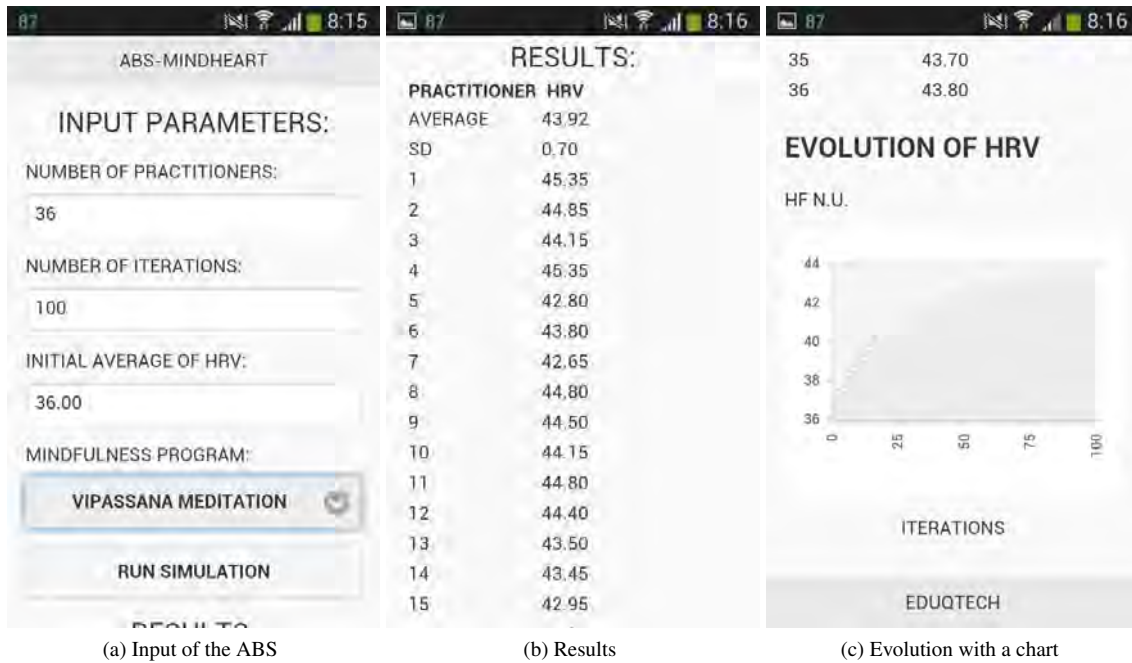 87 8:15
ABS-MINDHEART
INPUT PARAMETERS:
NUMBER OF PRACTITIONERS:
36
NUMBER OF ITERATIONS:
100
INITIAL AVERAGE OF HRV:
36.00
MINDFULNESS PROGRAM:
VIPASSANA MEDITATION
RUN SIMULATION
RESULTS
(a) Input of the ABS
87 8:16
RESULTS:
PRACTITIONER HRV
AVERAGE 43.92
SD 0.70
1 45.35
2 44.85
3 44.15
4 45.35
5 42.80
6 43.80
7 42.65
8 44.80
9 44.50
10 44.15
11 44.80
12 44.40
13 43.50
14 43.45
15 42.95
(b) Results
87 8:16
35 43.70
36 43.80
EVOLUTION OF HRV
HF N.U.
44
42
40
38
36
0 25 50 75 100
ITERATIONS
EDUQTECH
(c) Evolution with a chart